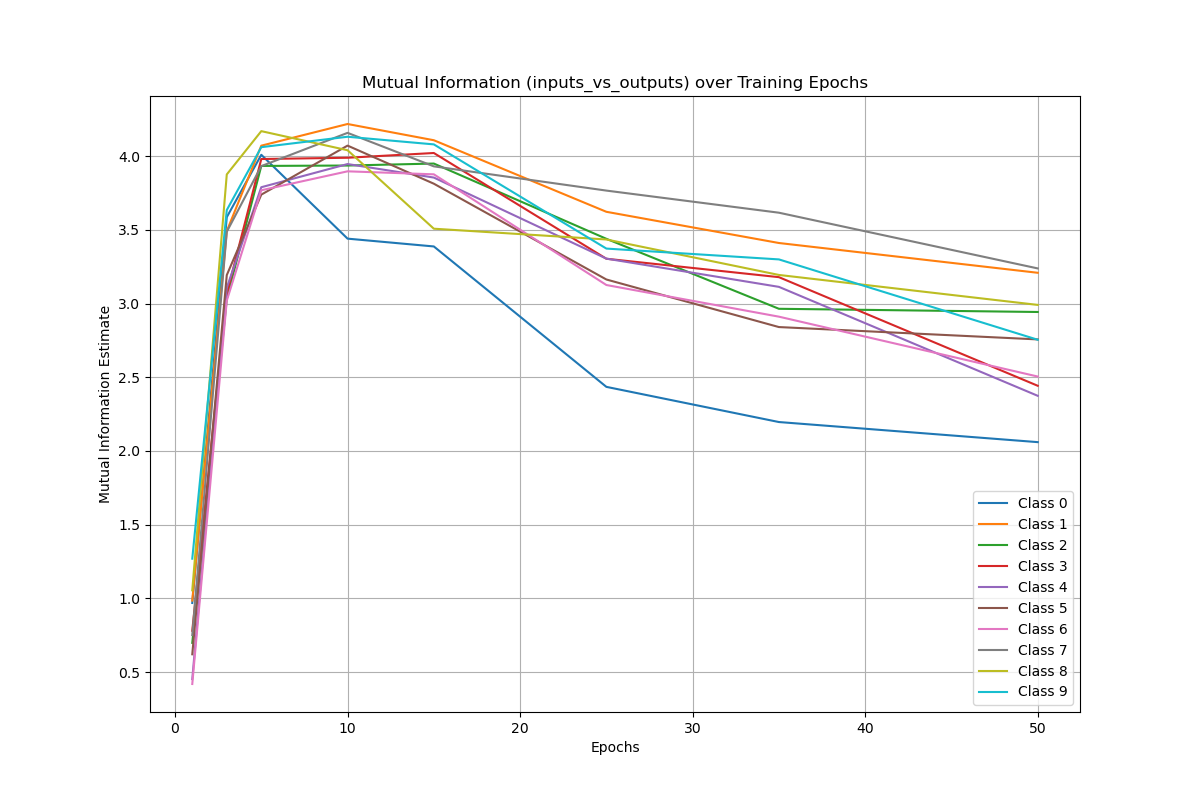 Mutual Information (inputs_vs_outputs) over Training Epochs
Mutual Information Estimate
4.0
3.5
3.0
2.5
2.0
1.5
1.0
0.5
Class 0
Class 1
Class 2
Class 3
Class 4
Class 5
Class 6
Class 7
Class 8
Class 9
0 10 20 30 40 50
Epochs